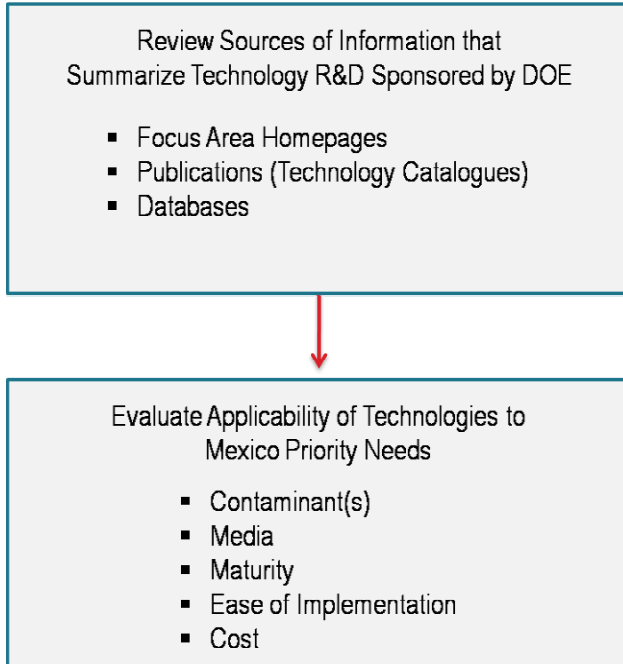 Review Sources of Information that
Summarize Technology R&D Sponsored by DOE
▪ Focus Area Homepages
▪ Publications (Technology Catalogues)
▪ Databases
Evaluate Applicability of Technologies to
Mexico Priority Needs
▪ Contaminant(s)
▪ Media
▪ Maturity
▪ Ease of Implementation
▪ Cost